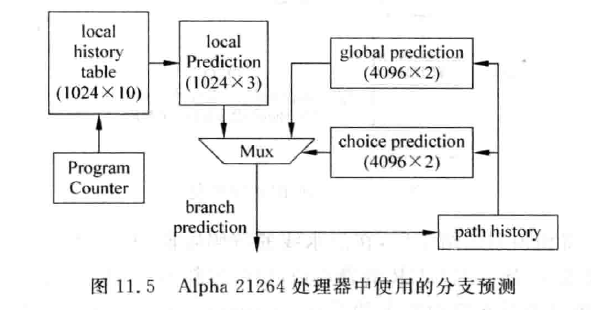 local
history
table
(1024×10)
local
Prediction
(1024×3)
global prediction
(4096×2)
Mux
choice prediction
(4096×2)
Program
Counter
branch
prediction
path history
图 11.5 Alpha 21264 处理器中使用的分支预测